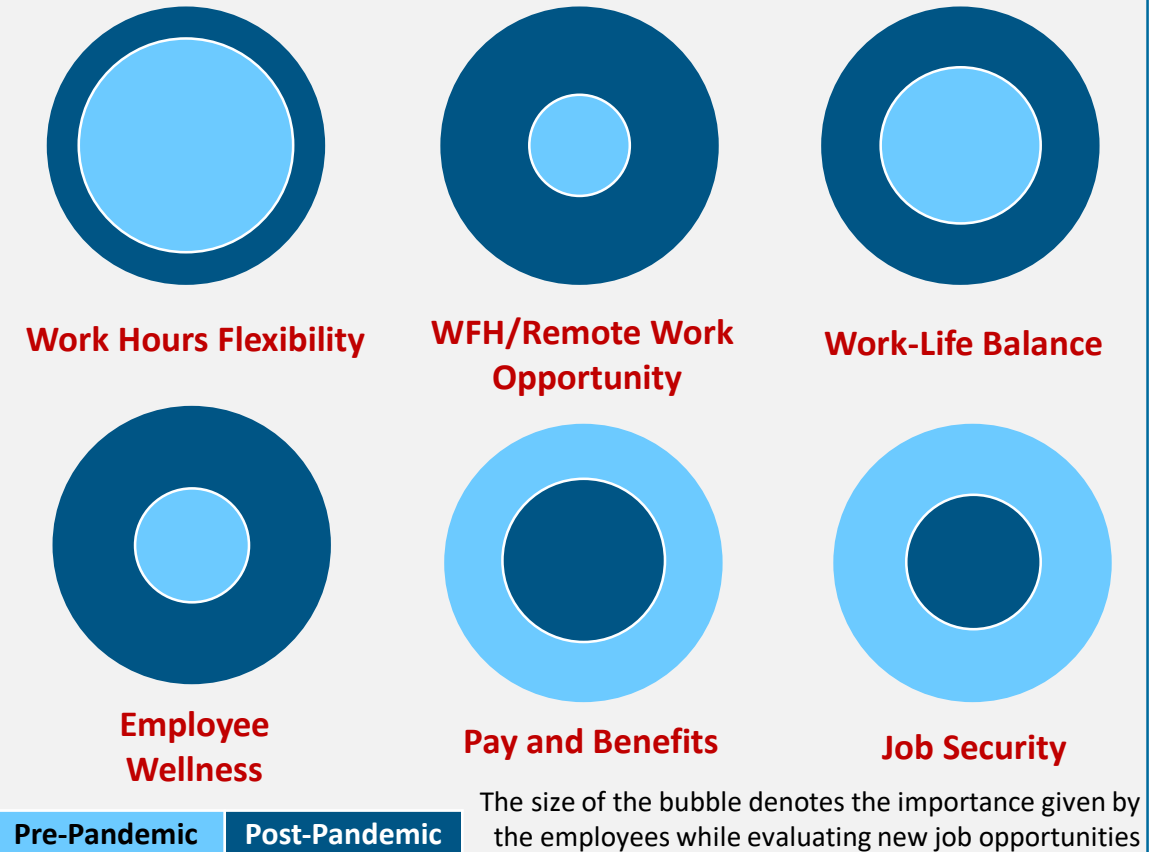 Work Hours Flexibility
WFH/Remote Work
Opportunity
Work-Life Balance
Employee
Wellness
Pay and Benefits
Job Security
Pre-Pandemic
Post-Pandemic
The size of the bubble denotes the importance given by
the employees while evaluating new job opportunities